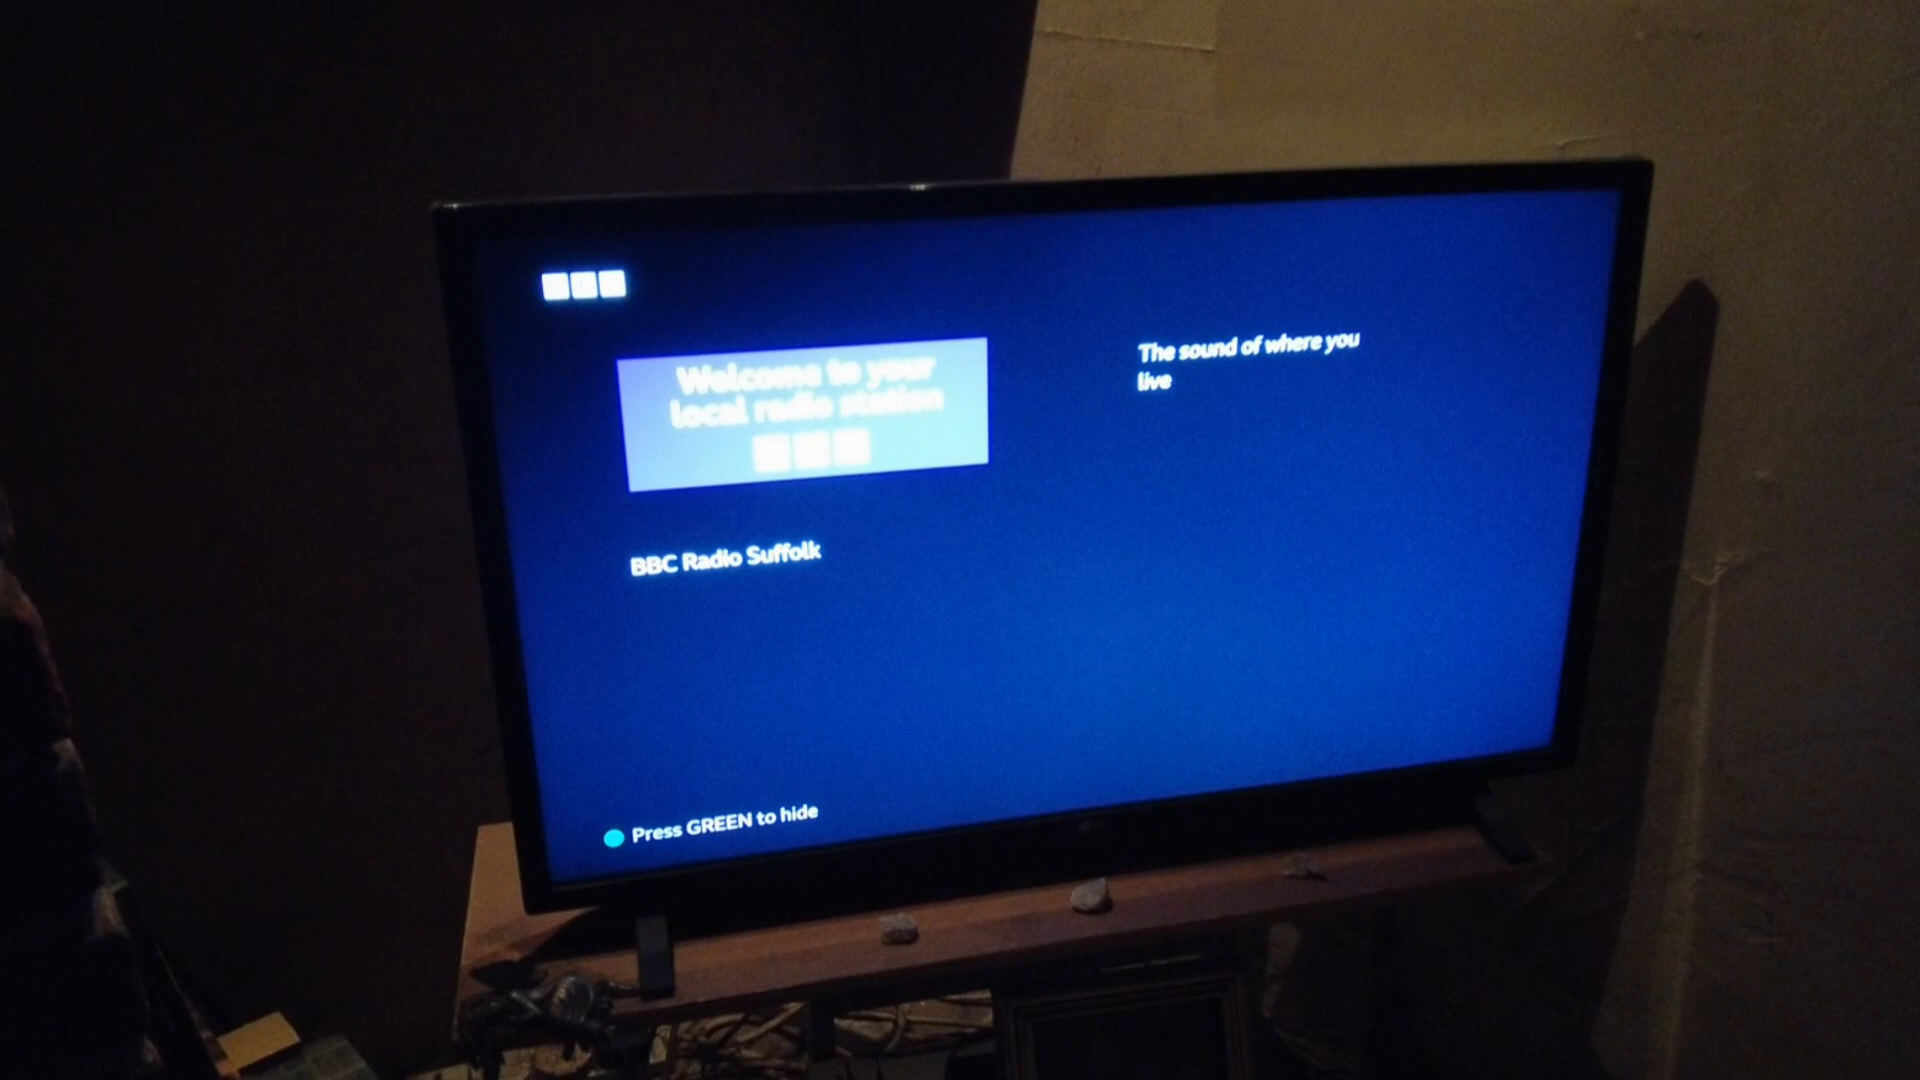 Welcome to your
local radio station
The sound of where you
live
BBC Radio Suffolk
Press GREEN to hide